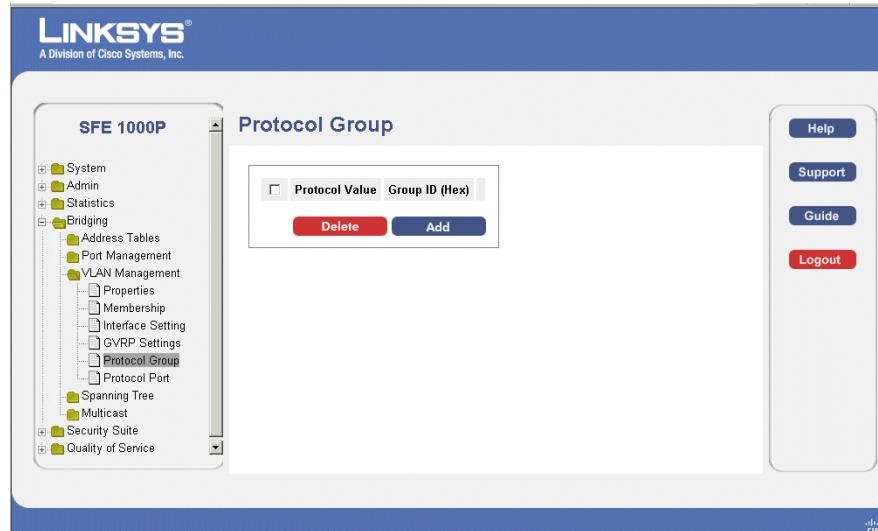 LINKSYS®
A Division of Cisco Systems, Inc.
SFE 1000P
System
Admin
Statistics
Bridging
Address Tables
Port Management
VLAN Management
Properties
Membership
Interface Setting
GVRP Settings
Protocol Group
Protocol Port
Spanning Tree
Multicast
Security Suite
Quality of Service
Protocol Group
Protocol Value Group ID (Hex)
Delete Add
Help
Support
Guide
Logout